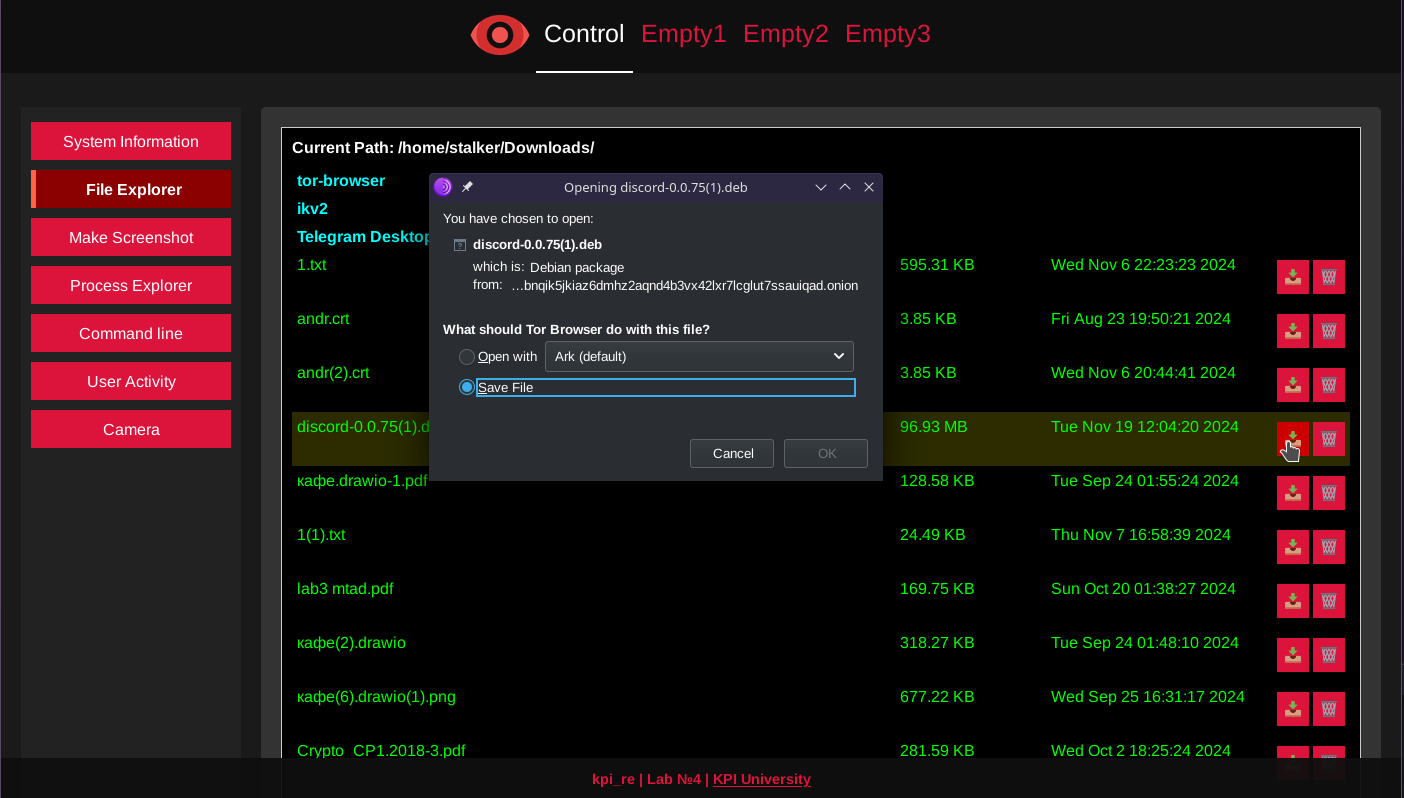 Control Empty1 Empty2 Empty3
System Information
File Explorer
Make Screenshot
Process Explorer
Command line
User Activity
Camera
Current Path: /home/stalker/Downloads/
tor-browser
ikv2
Telegram Desktop
1.txt 595.31 KB Wed Nov 6 22:23:23 2024
andr.crt 3.85 KB Fri Aug 23 19:50:21 2024
andr(2).crt 3.85 KB Wed Nov 6 20:44:41 2024
discord-0.0.75(1).d 96.93 MB Tue Nov 19 12:04:20 2024
кафе.drawio-1.pdf 128.58 KB Tue Sep 24 01:55:24 2024
1(1).txt 24.49 KB Thu Nov 7 16:58:39 2024
lab3 mtad.pdf 169.75 KB Sun Oct 20 01:38:27 2024
кафе(2).drawio 318.27 KB Tue Sep 24 01:48:10 2024
кафе(6).drawio(1).png 677.22 KB Wed Sep 25 16:31:17 2024
Crypto_CP1.2018-3.pdf 281.59 KB Wed Oct 2 18:25:24 2024
Opening discord-0.0.75(1).deb
You have chosen to open:
discord-0.0.75(1).deb
which is: Debian package
from: …bnqik5jkiaz6dmhz2aqnd4b3vx42lxr7lcglut7ssauiqad.onion
What should Tor Browser do with this file?
Open with Ark (default)
Save File
Cancel OK
kpi_re | Lab №4 | KPI University